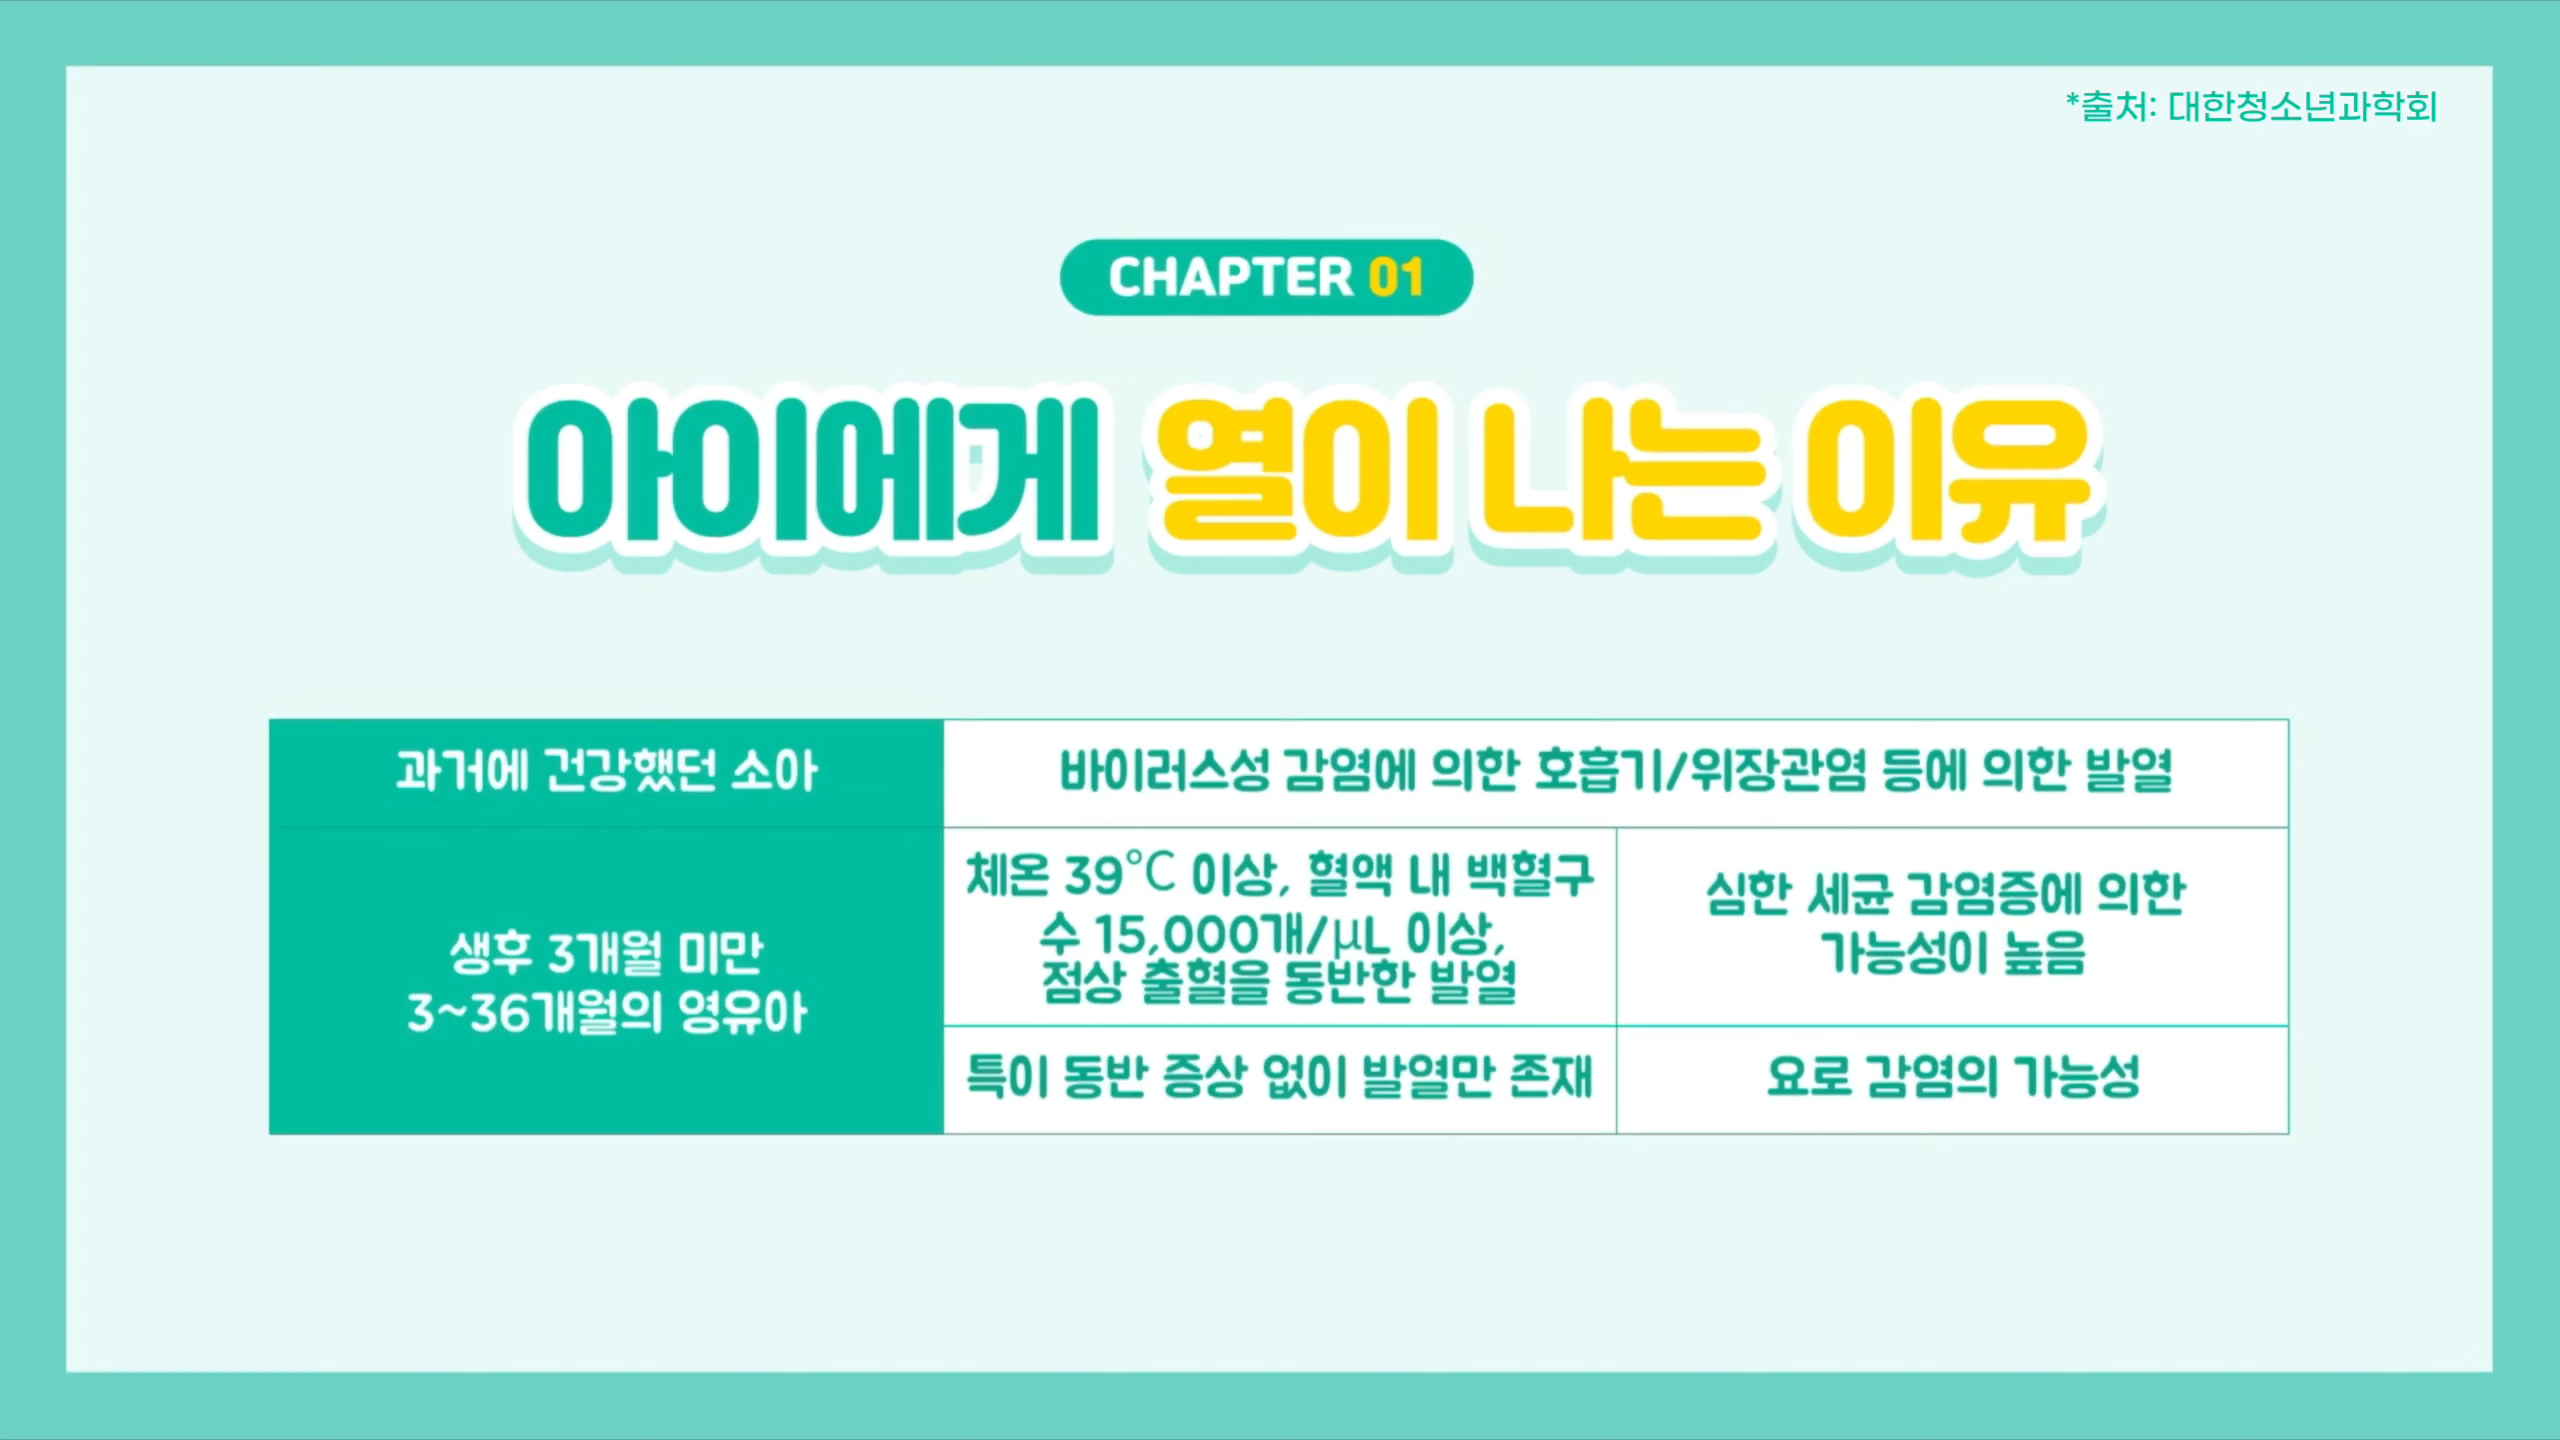 *출처: 대한청소년과학회
CHAPTER 01
아이에게 열이 나는 이유
과거에 건강했던 소아
바이러스성 감염에 의한 호흡기/위장관염 등에 의한 발열
생후 3개월 미만
3~36개월의 영유아
체온 39℃ 이상, 혈액 내 백혈구
수 15,000개/μL 이상,
점상 출혈을 동반한 발열
심한 세균 감염증에 의한
가능성이 높음
특이 동반 증상 없이 발열만 존재
요로 감염의 가능성